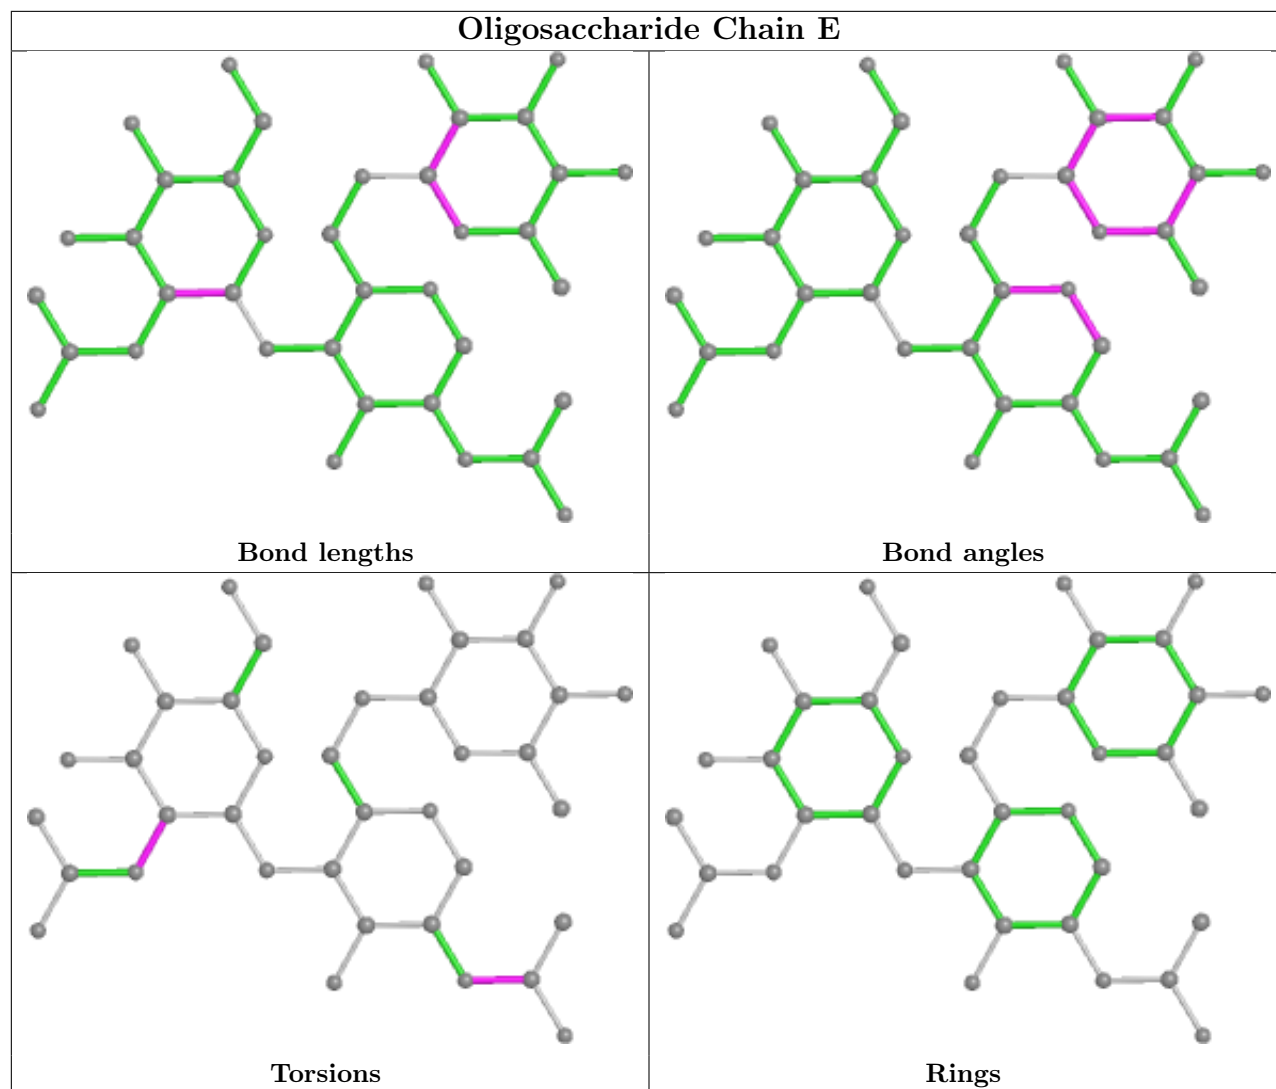 Oligosaccharide Chain E
Bond lengths
Bond angles
Torsions
Rings